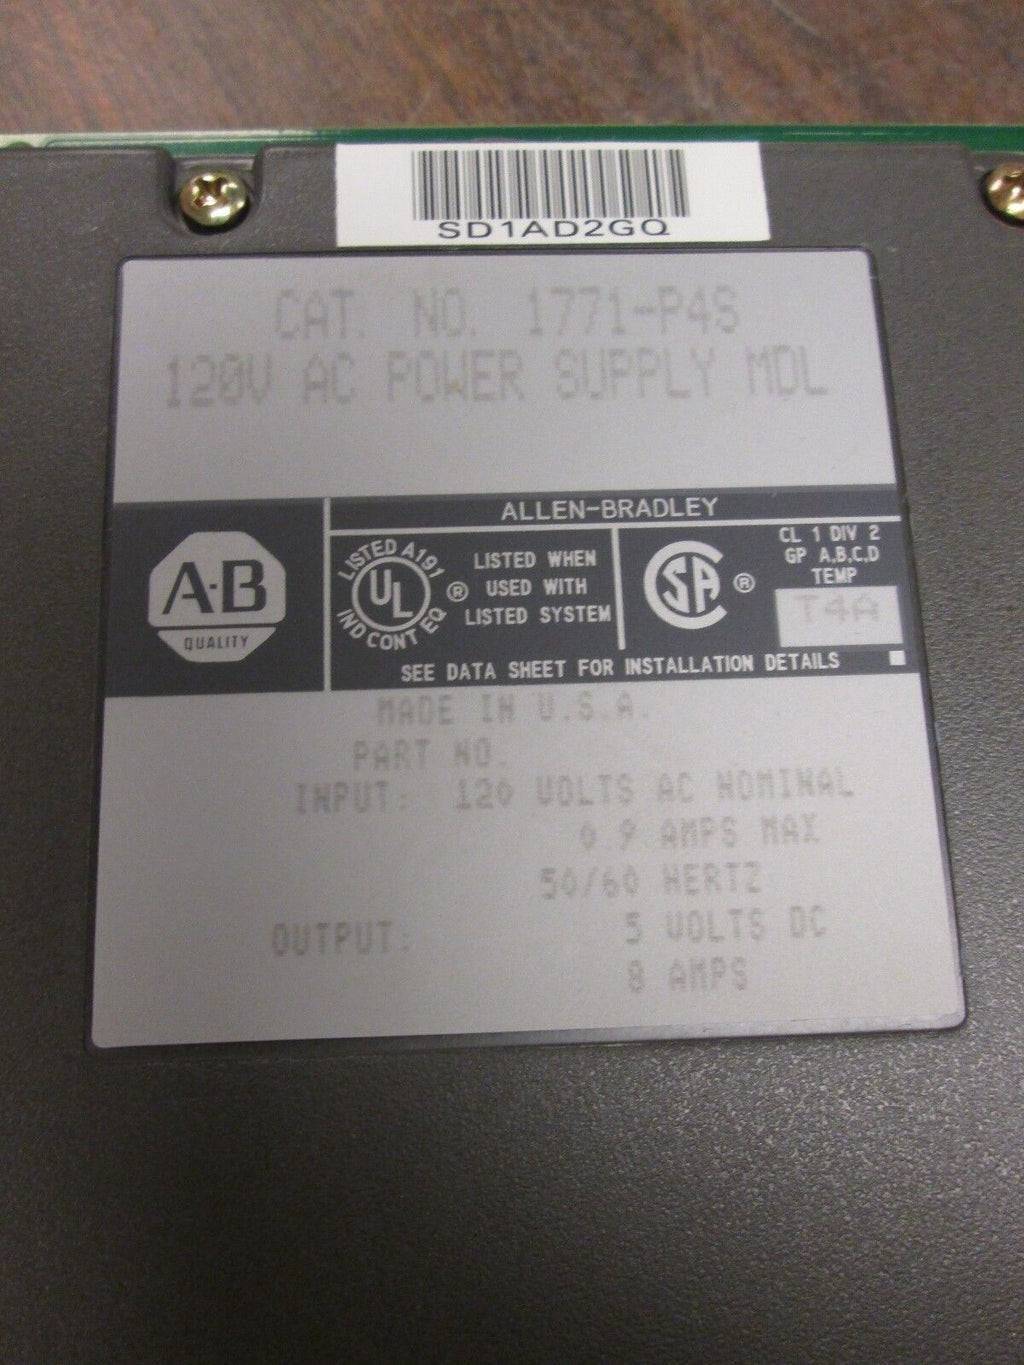 SD1AD2GQ
CAT. NO. 1771-P4S
120V AC POWER SUPPLY MDL
ALLEN-BRADLEY
A-B
QUALITY
LISTED A191
UL
IND CONT EQ
®
LISTED WHEN
USED WITH
LISTED SYSTEM
SA
®
CL 1 DIV 2
GP A,B,C,D
TEMP
T4A
SEE DATA SHEET FOR INSTALLATION DETAILS
MADE IN U.S.A.
PART NO.
INPUT: 120 VOLTS AC NOMINAL
0.9 AMPS MAX
50/60 HERTZ
OUTPUT: 5 VOLTS DC
8 AMPS